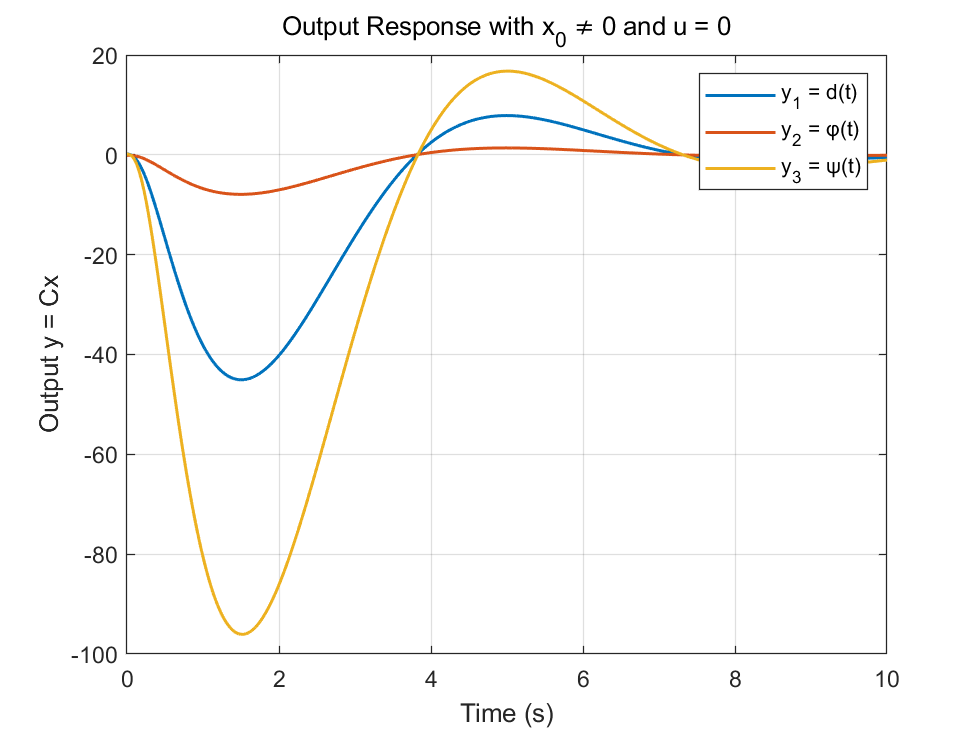 Output Response with x₀ ≠ 0 and u = 0
20
0
-20
-40
-60
-80
-100
Output y = Cx
y₁ = d(t)
y₂ = φ(t)
y₃ = ψ(t)
0 2 4 6 8 10
Time (s)